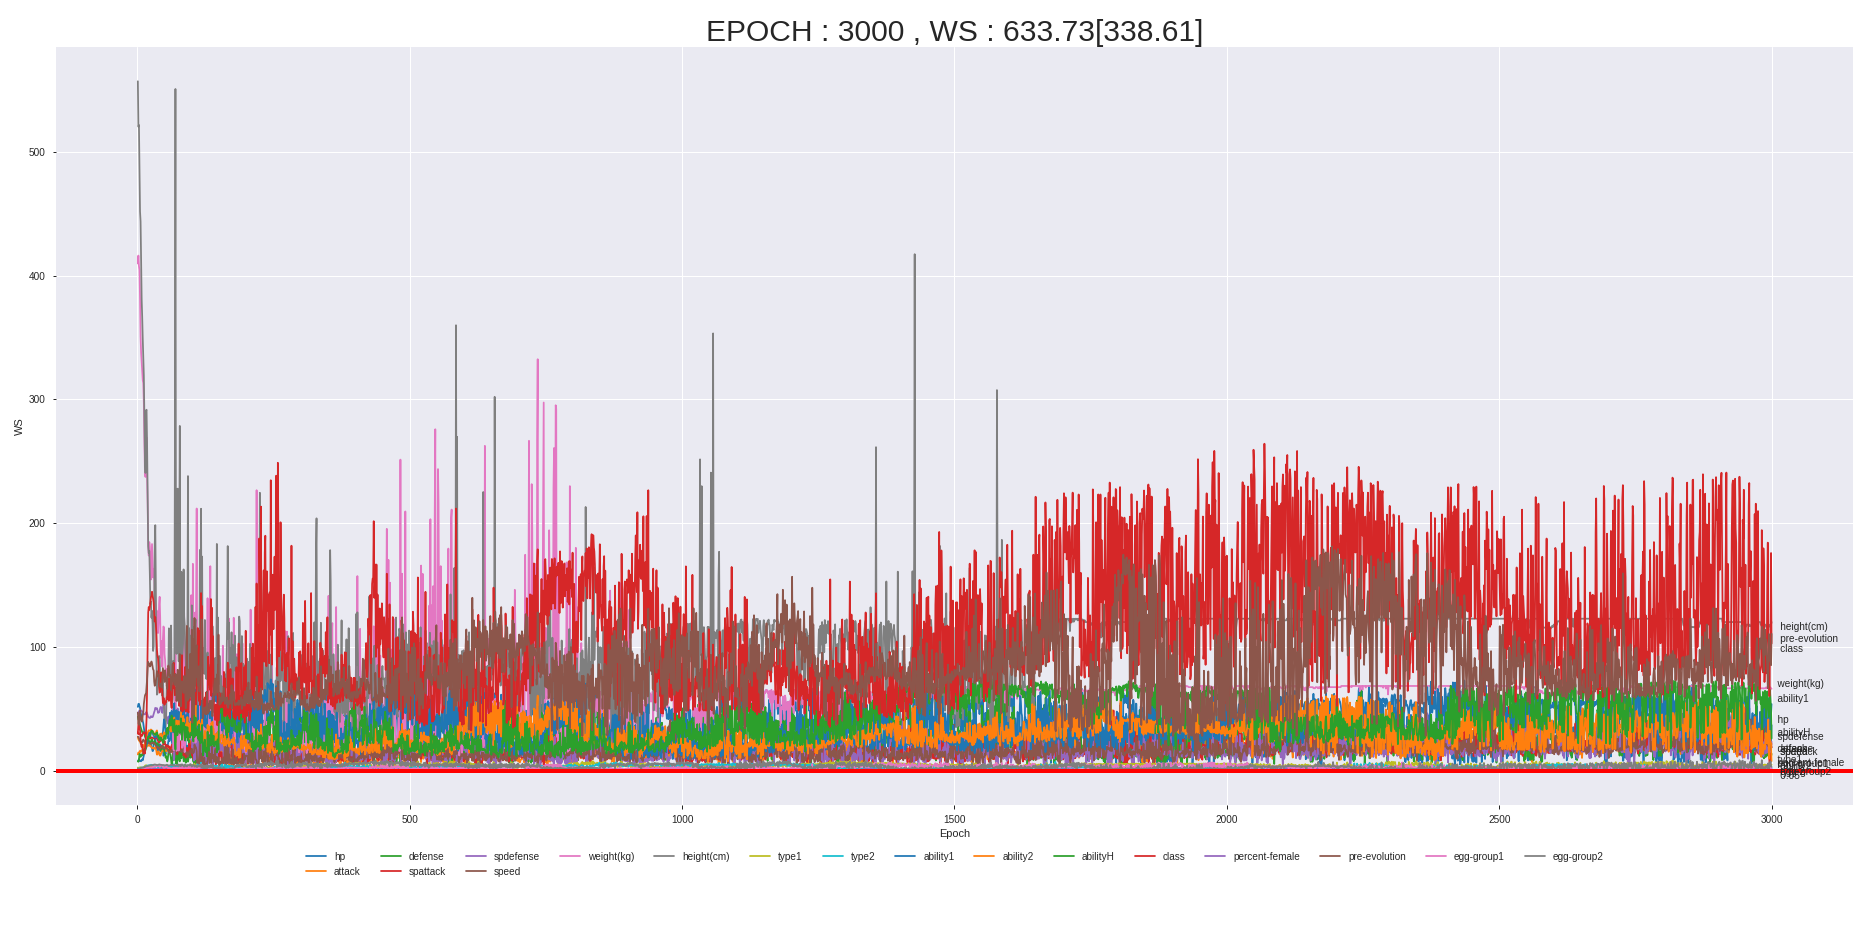 EPOCH : 3000 , WS : 633.73[338.61]
500
400
300
200
100
0
WS
height(cm)
pre-evolution
class
weight(kg)
ability1
hp
abilityH
spdefense
0 500 1000 1500 2000 2500 3000
Epoch
hp defense spdefense weight(kg) height(cm) type1 type2 ability1 ability2 abilityH class percent-female pre-evolution egg-group1 egg-group2
attack spattack speed